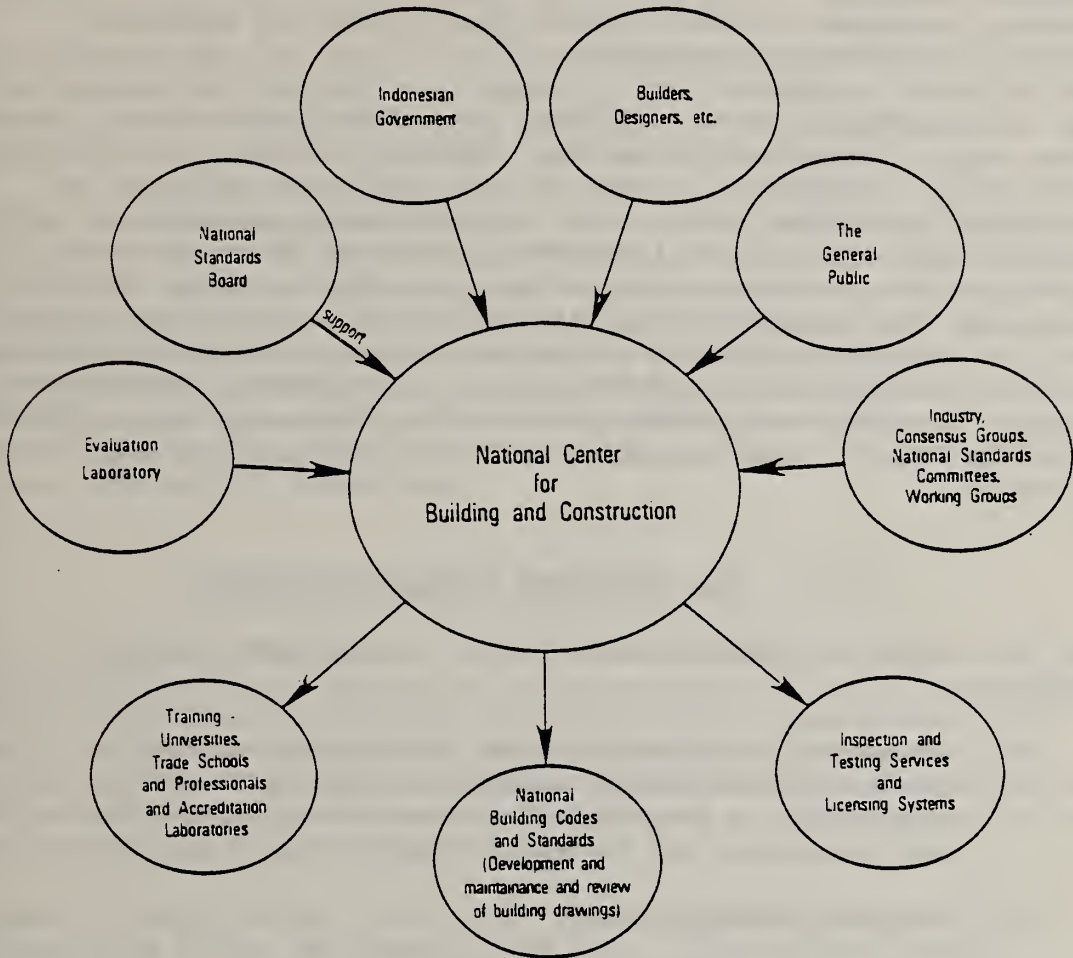 Indonesian
Government
Builders,
Designers, etc.
National
Standards
Board
The
General
Public
support
Evaluation
Laboratory
National Center
for
Building and Construction
Industry,
Consensus Groups,
National Standards
Committees,
Working Groups
Training -
Universities,
Trade Schools
and Professionals
and Accreditation
Laboratories
National
Building Codes
and Standards
(Development and
maintainance and review
of building drawings)
Inspection and
Testing Services
and
Licensing Systems